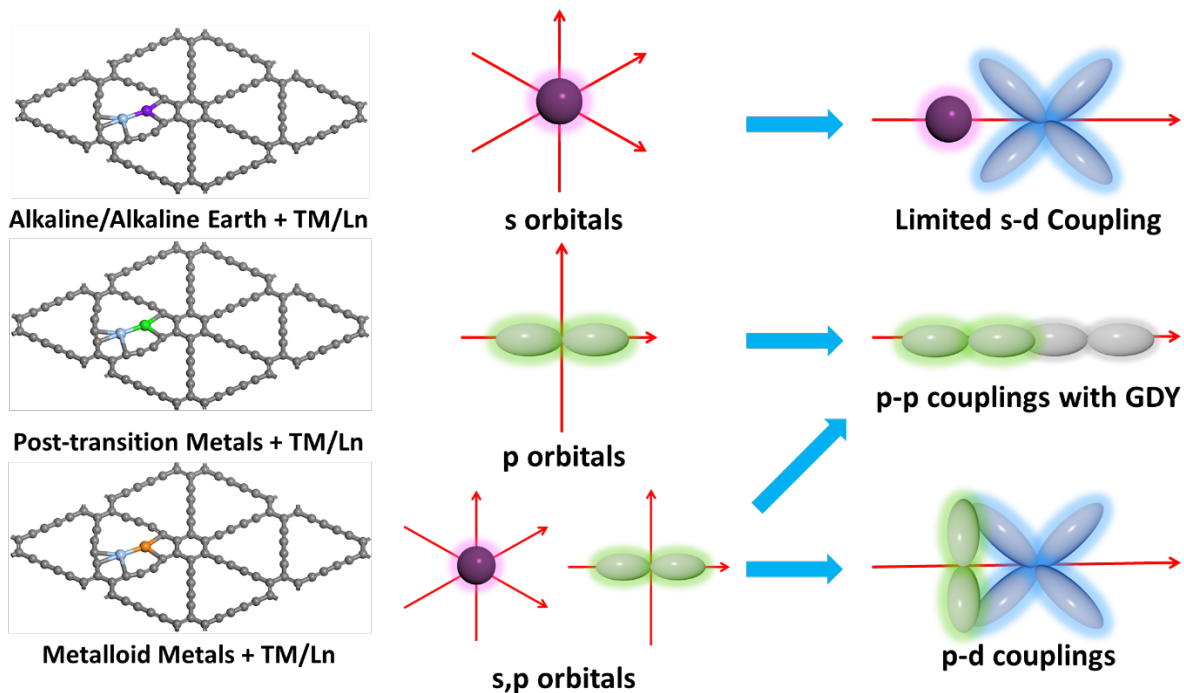 Alkaline/Alkaline Earth + TM/Ln
s orbitals
Limited s-d Coupling
Post-transition Metals + TM/Ln
p orbitals
p-p couplings with GDY
Metalloid Metals + TM/Ln
s,p orbitals
p-d couplings